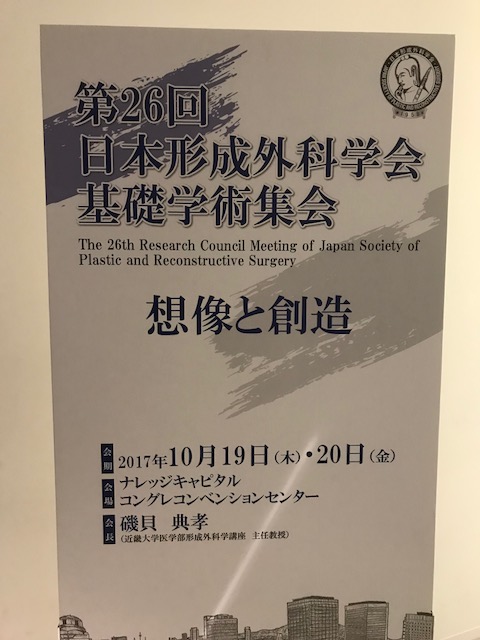 第26回
日本形成外科学会
基礎学術集会
The 26th Research Council Meeting of Japan Society of
Plastic and Reconstructive Surgery
想像と創造
会期 2017年10月19日(木)・20日(金)
会場 ナレッジキャピタル
コングレコンベンションセンター
会長 磯貝 典孝
(近畿大学医学部形成外科学講座 主任教授)